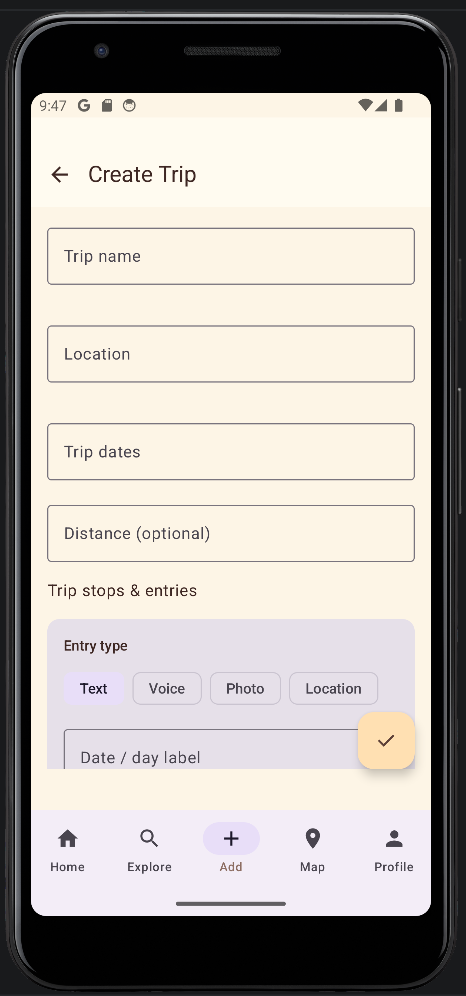 9:47
Create Trip
Trip name
Location
Trip dates
Distance (optional)
Trip stops & entries
Entry type
Text Voice Photo Location
Date / day label
Home Explore Add Map Profile